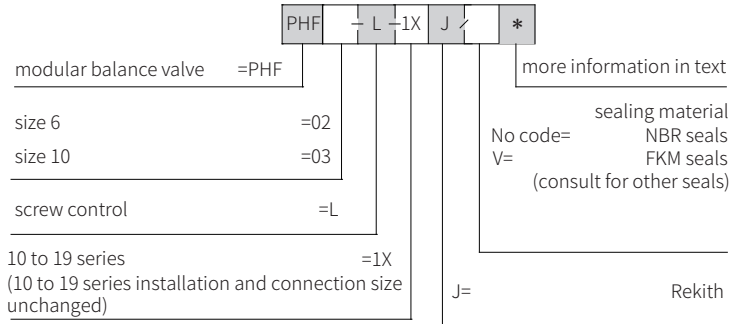 PHF - L - 1X J / *
modular balance valve =PHF
more information in text
sealing material
No code= NBR seals
V= FKM seals
(consult for other seals)
size 6 =02
size 10 =03
screw control =L
10 to 19 series =1X
(10 to 19 series installation and connection size
unchanged)
J= Rekith